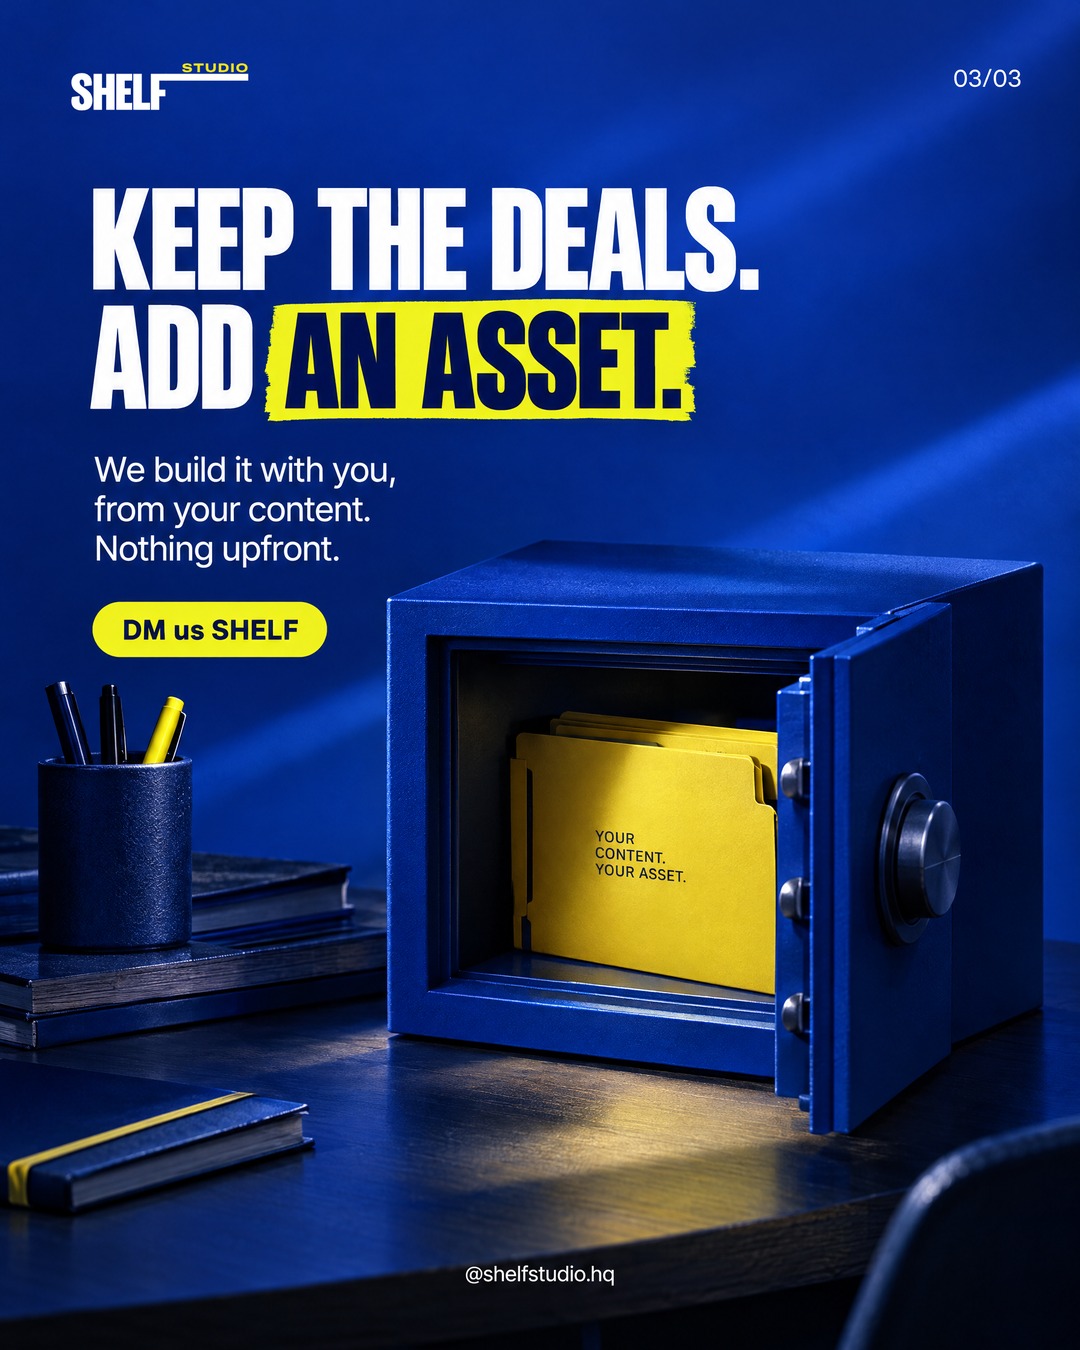 STUDIO
SHELF
03/03
KEEP THE DEALS.
ADD AN ASSET.
We build it with you,
from your content.
Nothing upfront.
DM us SHELF
YOUR
CONTENT.
YOUR ASSET.
@shelfstudio.hq